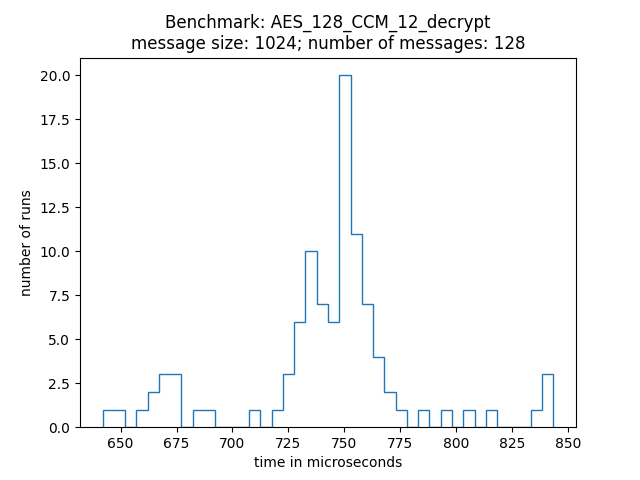 Benchmark: AES_128_CCM_12_decrypt
message size: 1024; number of messages: 128
20.0
17.5
15.0
12.5
10.0
7.5
5.0
2.5
0.0
number of runs
650 675 700 725 750 775 800 825 850
time in microseconds